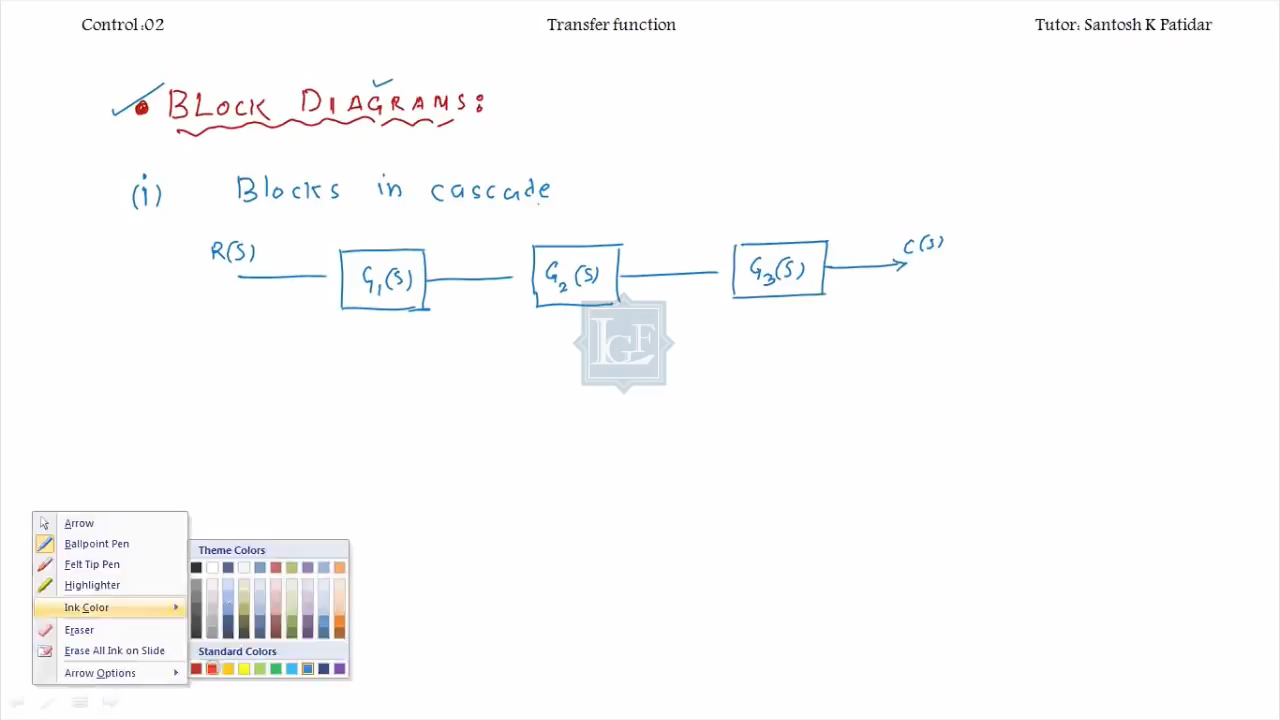 Control:02 Transfer function Tutor: Santosh K Patidar
BLOCK DIAGRAMS:
(i) Blocks in cascade
R(S) G₁(S) G₂(S) G₃(S) C(S)
LGF
Arrow
Ballpoint Pen
Felt Tip Pen
Highlighter
Ink Color
Eraser
Erase All Ink on Slide
Arrow Options
Theme Colors
Standard Colors